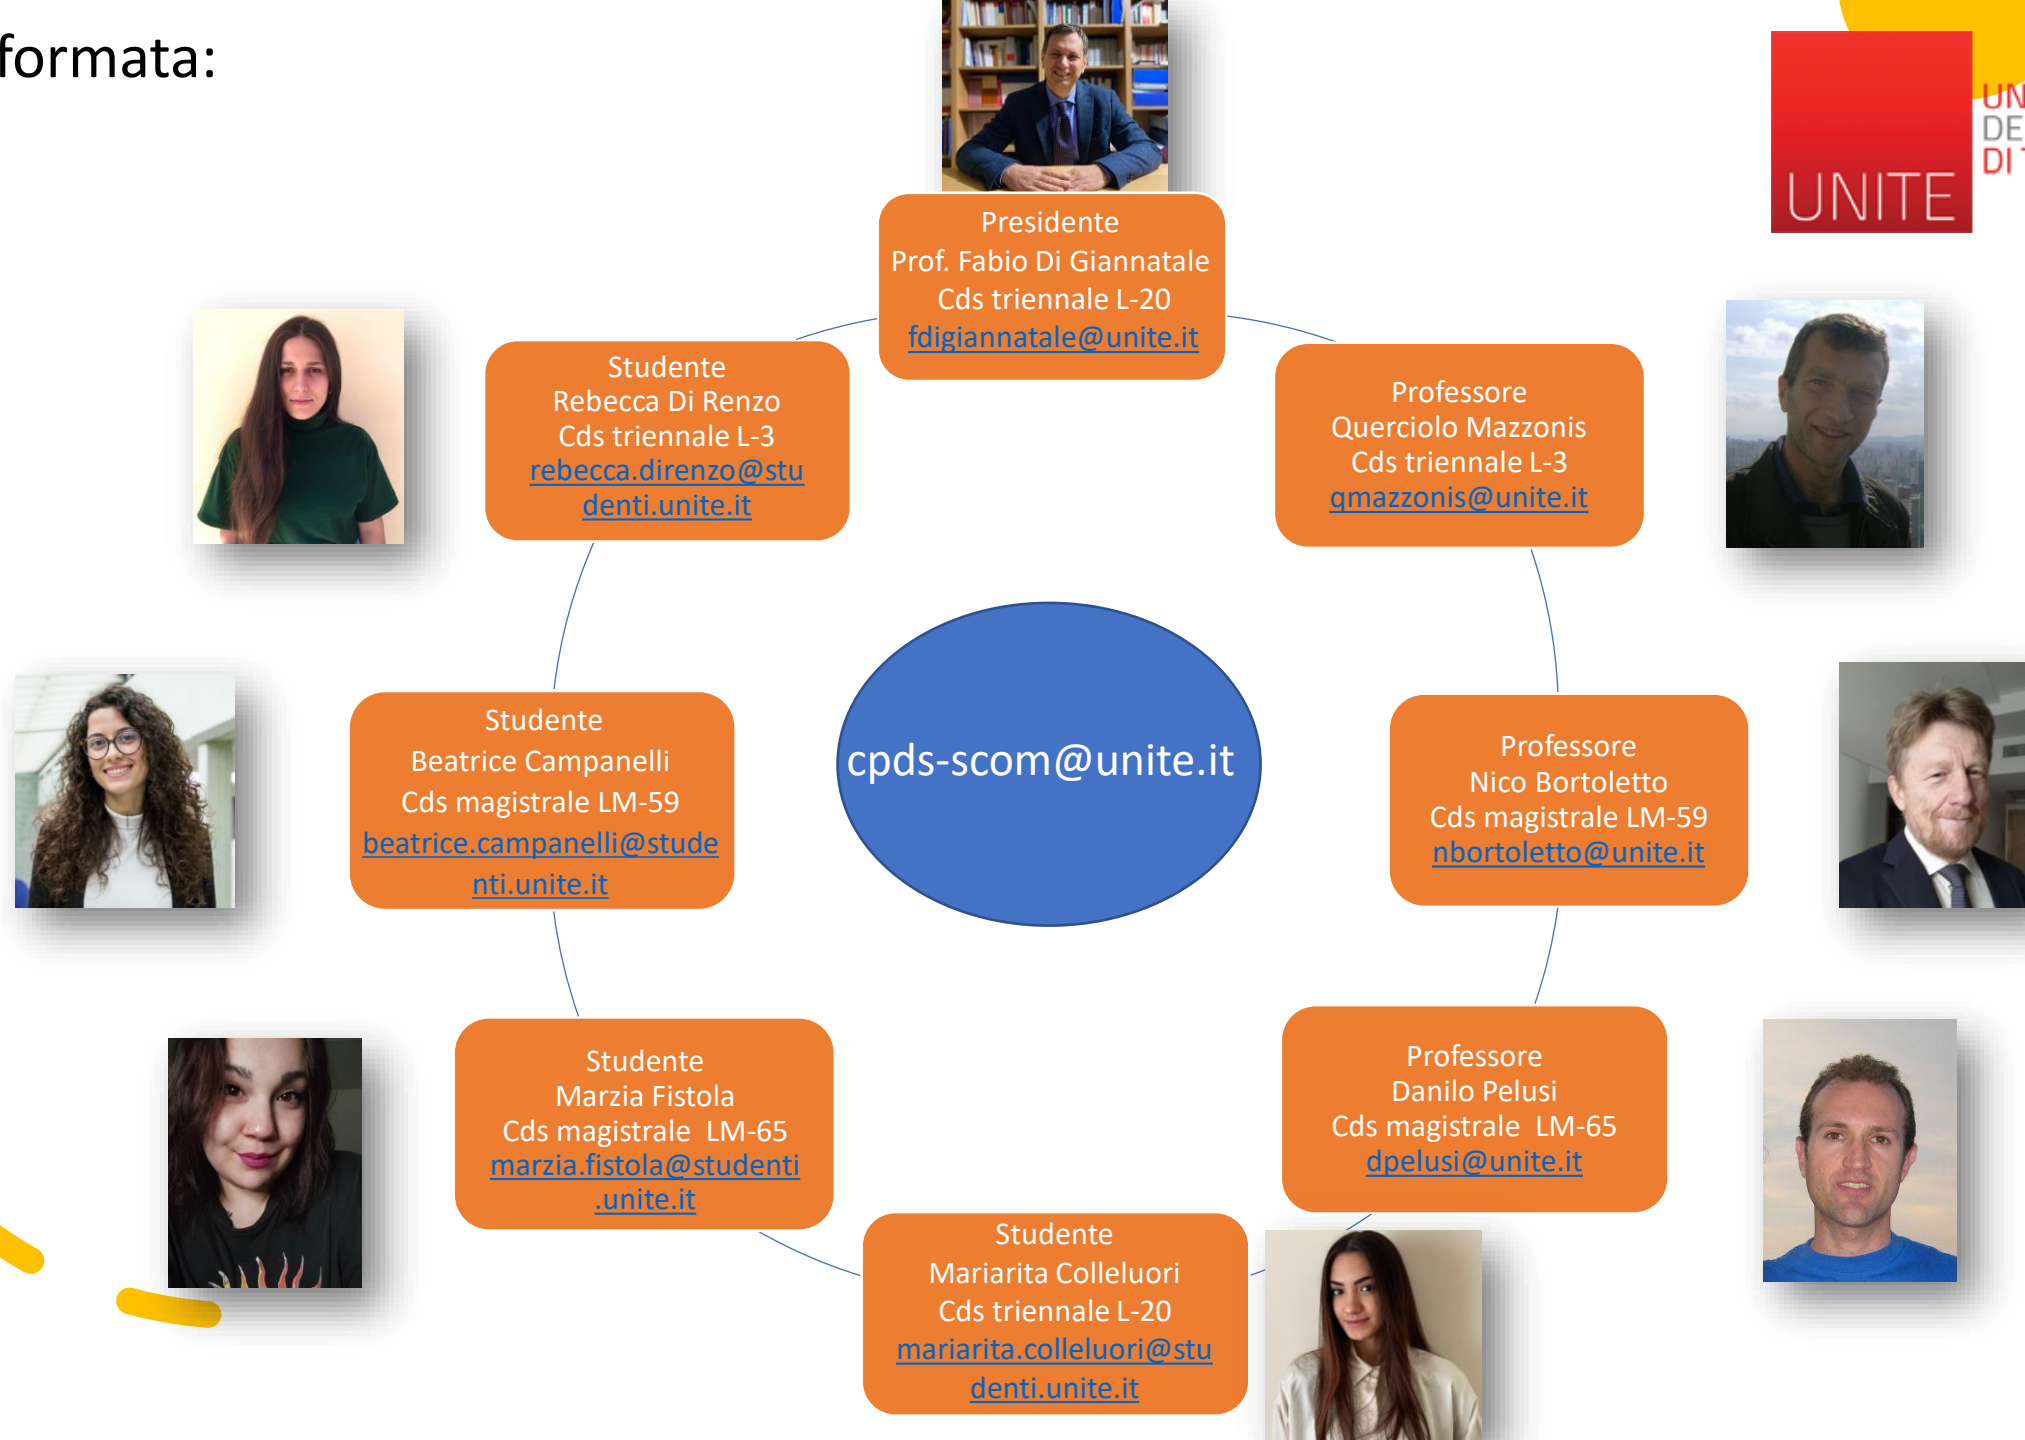 formata:
UNITE
UN
DE
DI
Presidente
Prof. Fabio Di Giannatale
Cds triennale L-20
fdigiannatale@unite.it
Studente
Rebecca Di Renzo
Cds triennale L-3
rebecca.direnzo@stu
denti.unite.it
Professore
Querciolo Mazzonis
Cds triennale L-3
qmazzonis@unite.it
Studente
Beatrice Campanelli
Cds magistrale LM-59
beatrice.campanelli@stude
nti.unite.it
cpds-scom@unite.it
Professore
Nico Bortoletto
Cds magistrale LM-59
nbortoletto@unite.it
Studente
Marzia Fistola
Cds magistrale  LM-65
marzia.fistola@studenti
.unite.it
Professore
Danilo Pelusi
Cds magistrale  LM-65
dpelusi@unite.it
Studente
Mariarita Colleluori
Cds triennale L-20
mariarita.colleluori@stu
denti.unite.it